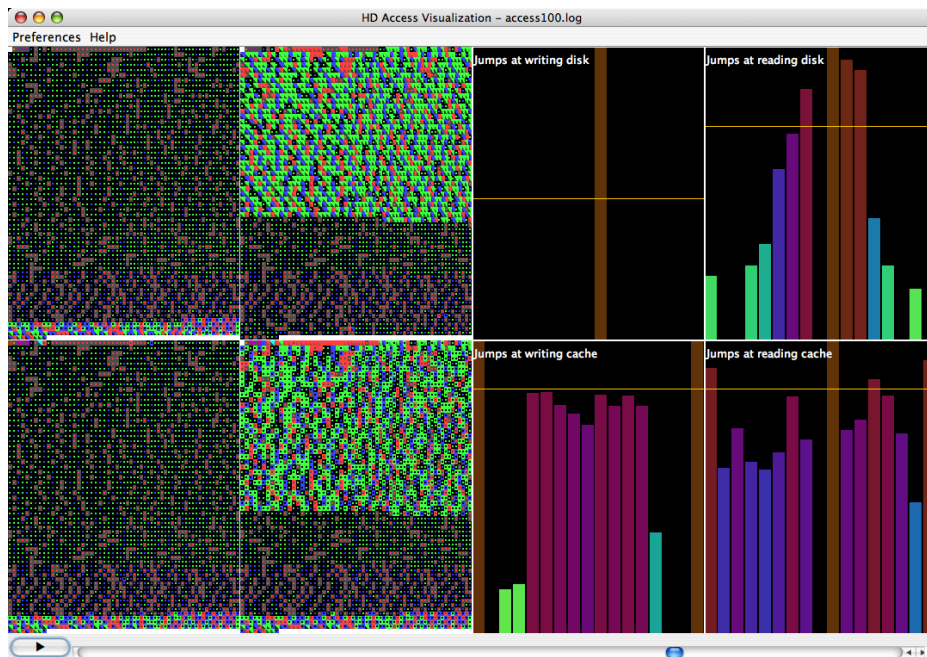 HD Access Visualization – access100.log
Preferences Help
Jumps at writing disk
Jumps at reading disk
Jumps at writing cache
Jumps at reading cache